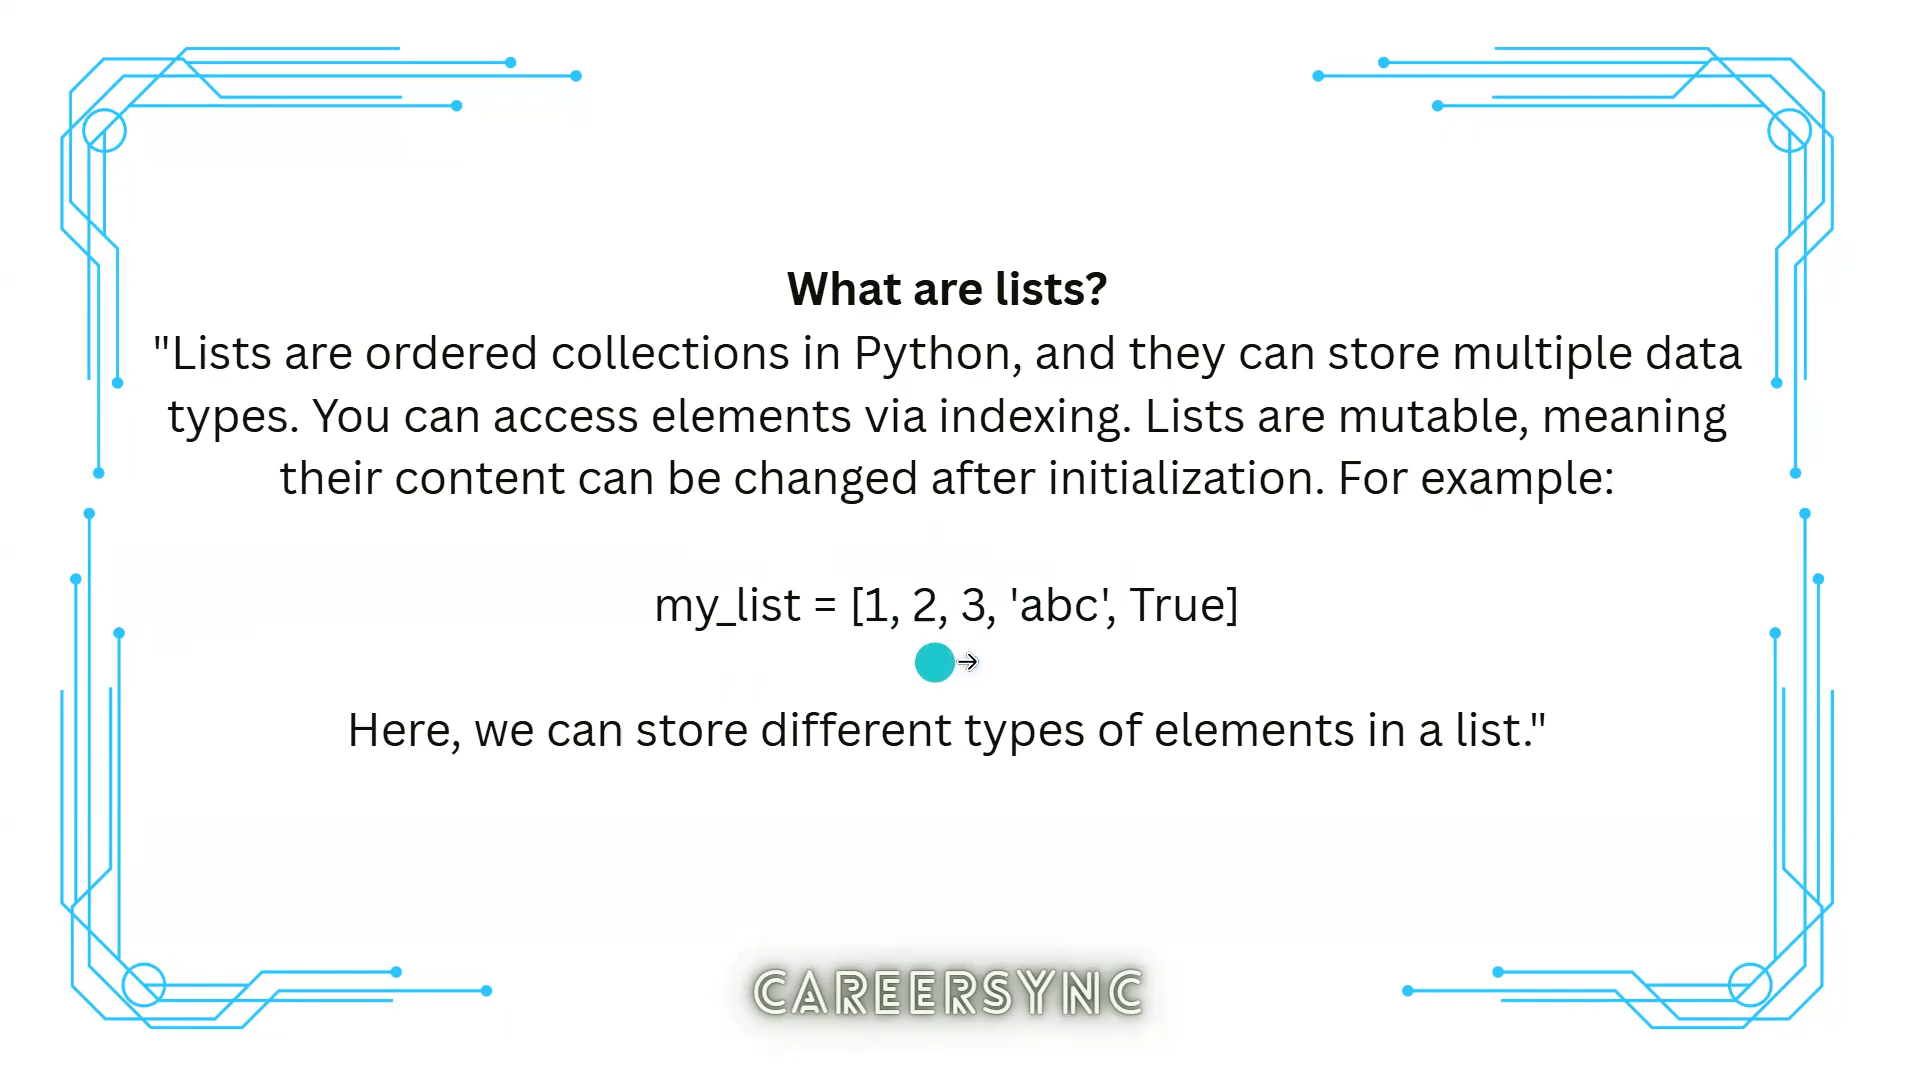 What are lists?
"Lists are ordered collections in Python, and they can store multiple data
types. You can access elements via indexing. Lists are mutable, meaning
their content can be changed after initialization. For example:
my_list = [1, 2, 3, 'abc', True]
Here, we can store different types of elements in a list."
CAREERSYNC